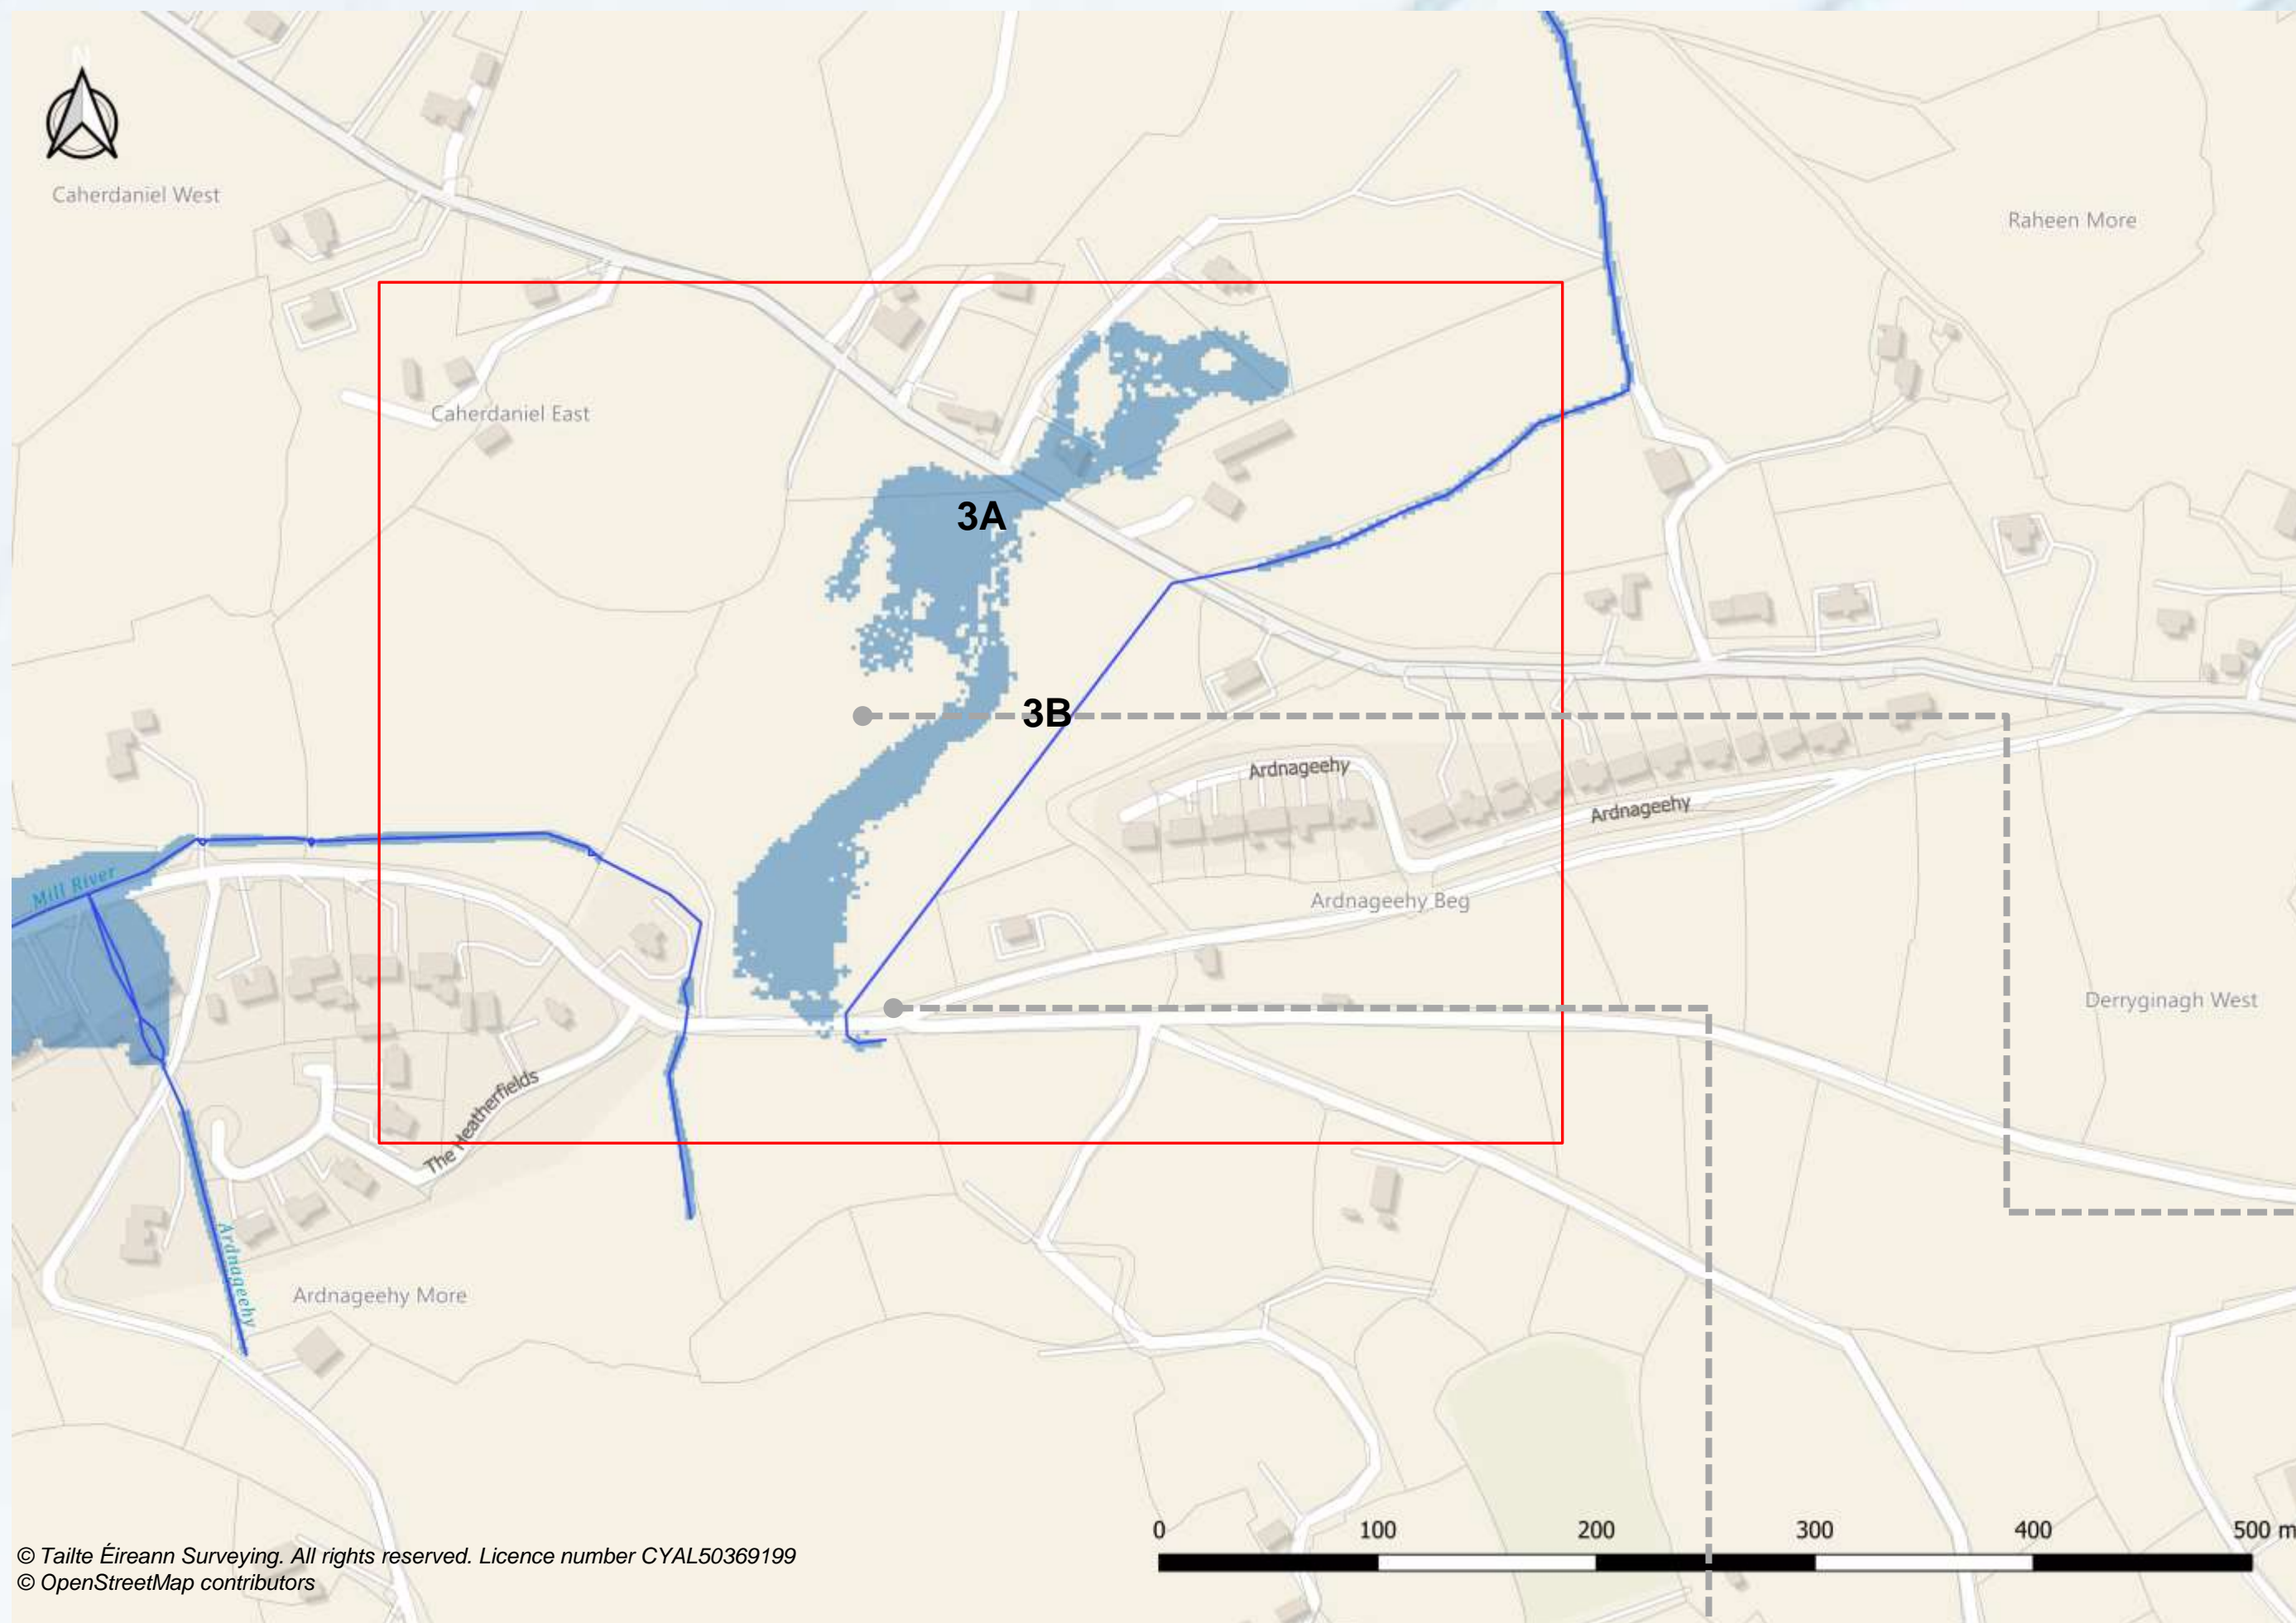 N
Caherdaniel West
Raheen More
Caherdaniel East
3A
3B
Ardnageehy
Ardnageehy
Mill River
Ardnageehy Beg
Derryginagh West
The Heatherfields
Ardnageehy
Ardnageehy More
0 100 200 300 400 500 m
© Tailte Éireann Surveying. All rights reserved. Licence number CYAL50369199
© OpenStreetMap contributors